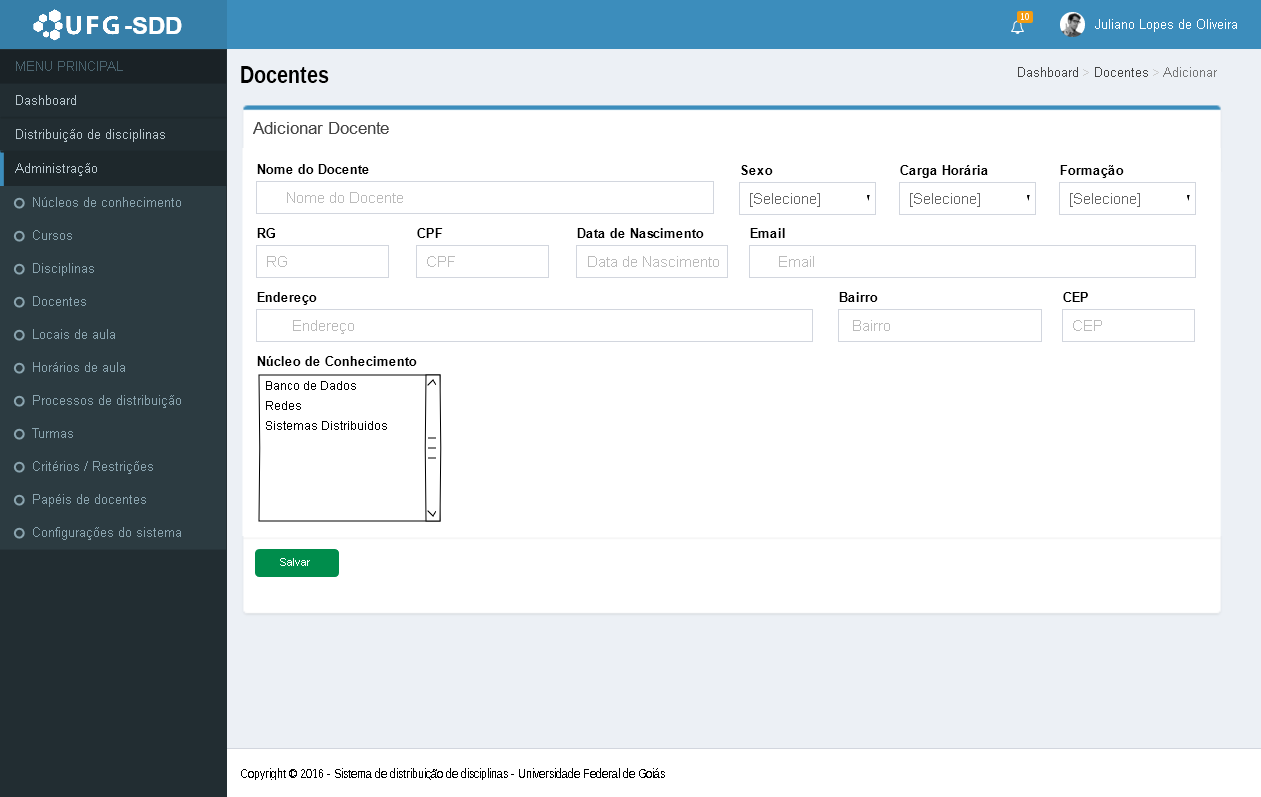 UFG-SDD
10
Juliano Lopes de Oliveira
MENU PRINCIPAL
Dashboard
Distribuição de disciplinas
Administração
Núcleos de conhecimento
Cursos
Disciplinas
Docentes
Locais de aula
Horários de aula
Processos de distribuição
Turmas
Critérios / Restrições
Papéis de docentes
Configurações do sistema
Docentes
Dashboard > Docentes > Adicionar
Adicionar Docente
Nome do Docente Sexo Carga Horária Formação
Nome do Docente [Selecione] [Selecione] [Selecione]
RG CPF Data de Nascimento Email
RG CPF Data de Nascimento Email
Endereço Bairro CEP
Endereço Bairro CEP
Núcleo de Conhecimento
Banco de Dados
Redes
Sistemas Distribuidos
Salvar
Copyright © 2016 - Sistema de distribuição de disciplinas - Universidade Federal de Goiás